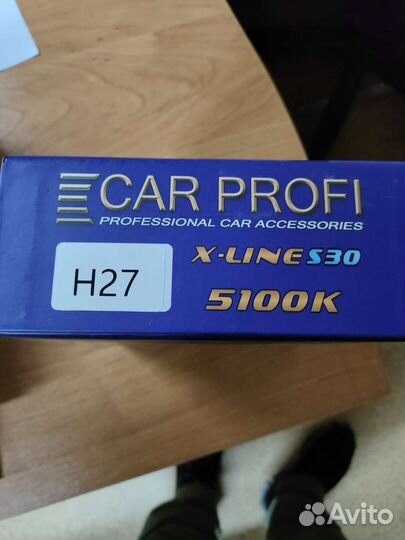 CAR PROFI
PROFESSIONAL CAR ACCESSORIES
X-LINE S30
H27
5100K
Avito